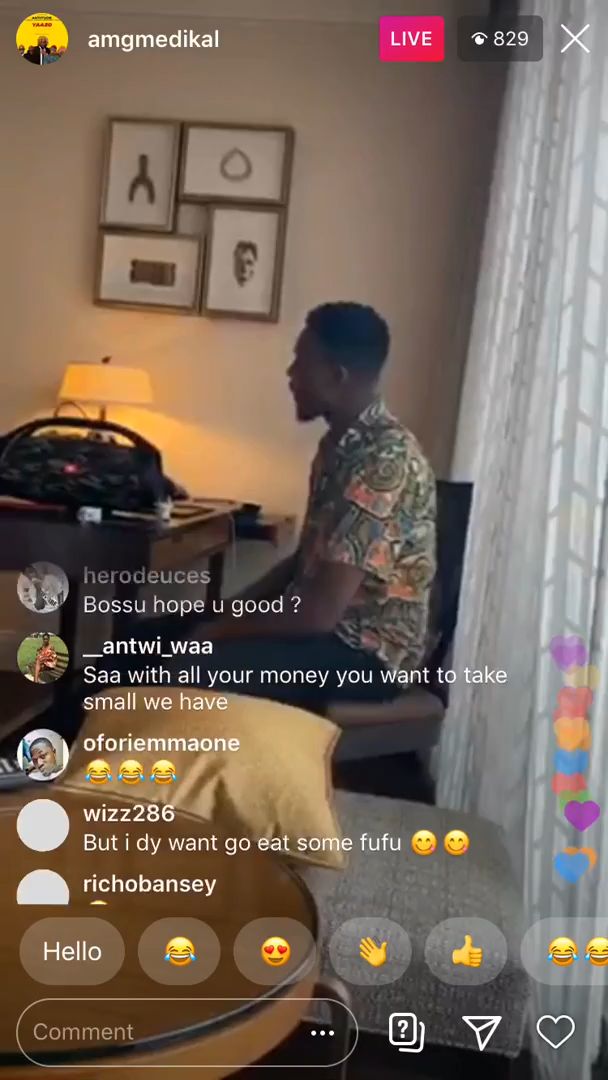 amgmedikal
LIVE
829
herodeuces
Bossu hope u good ?
__antwi_waa
Saa with all your money you want to take
small we have
oforiemmaone
😂😂😂
wizz286
But i dy want go eat some fufu 😋 😋
richobansey
Hello
Comment